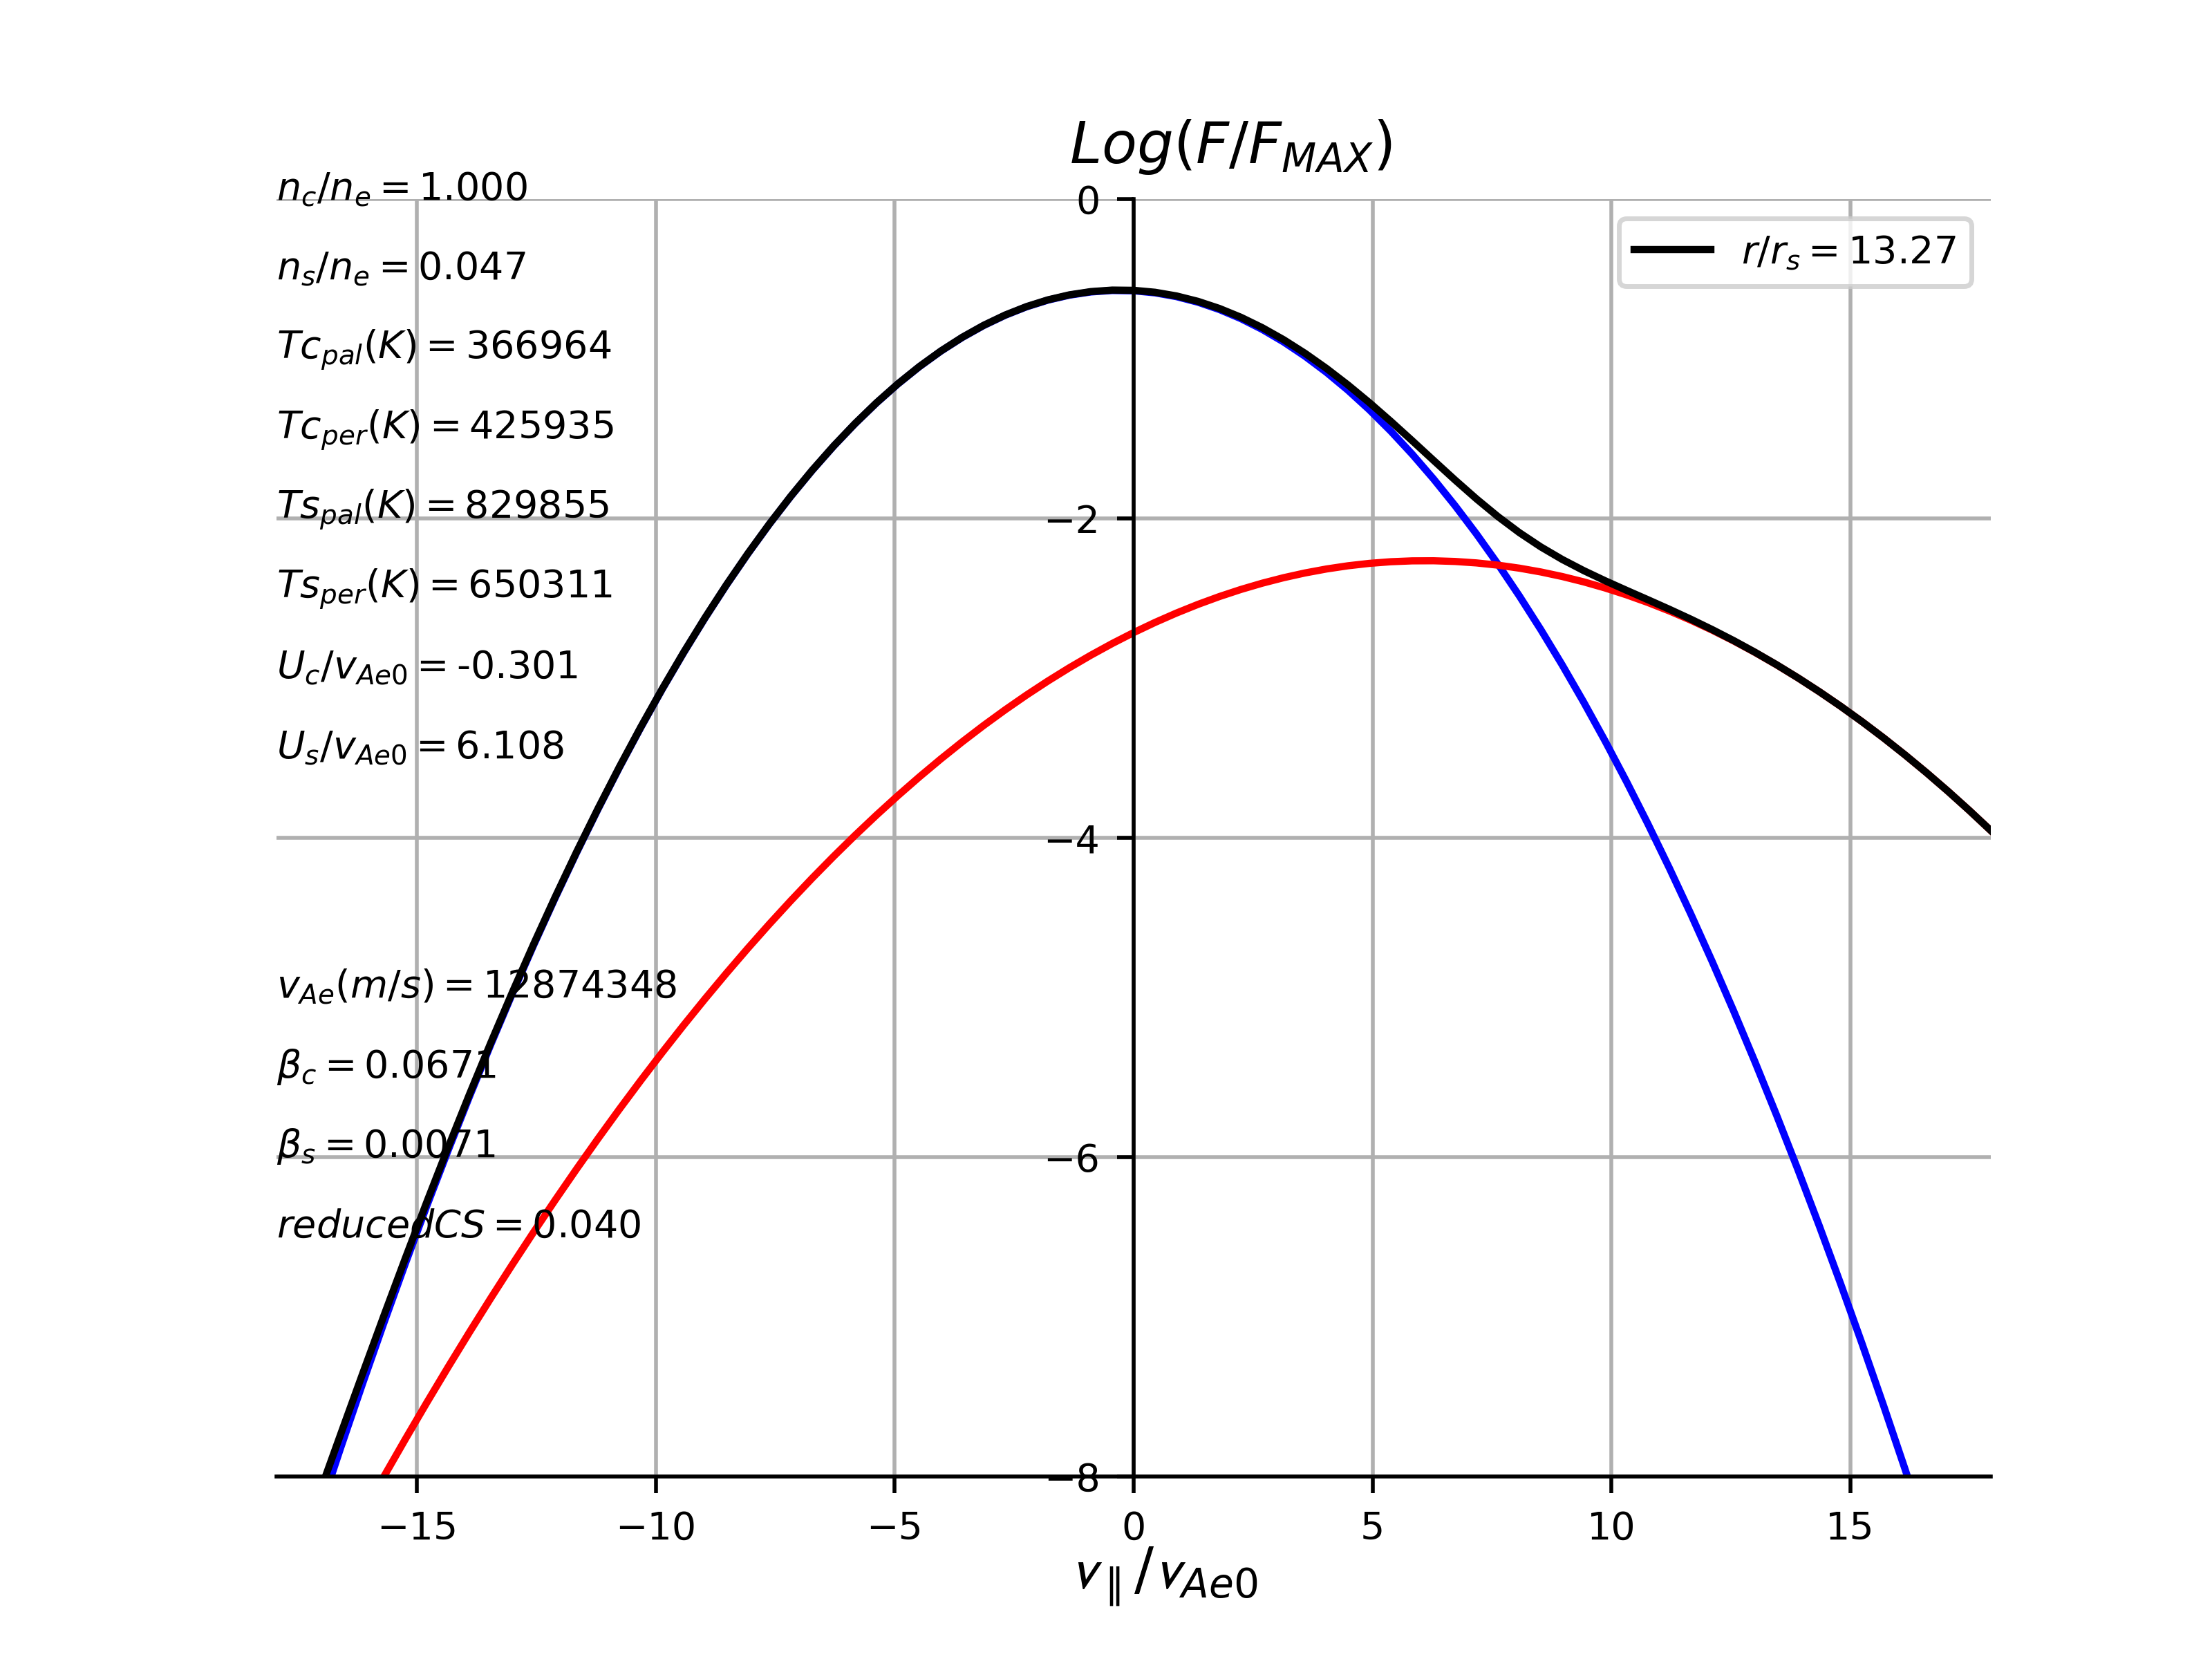 Log(F/F_MAX)
n_c/n_e = 1.000
n_s/n_e = 0.047
Tc_pal(K) = 366964
Tc_per(K) = 425935
Ts_pal(K) = 829855
Ts_per(K) = 650311
U_c/v_Ae0 = -0.301
U_s/v_Ae0 = 6.108
v_Ae(m/s) = 12874348
β_c = 0.0671
β_s = 0.0071
reducedCS = 0.040
r/r_s = 13.27
0
−2
−4
−6
−8
−15 −10 −5 0 5 10 15
v_∥/v_Ae0